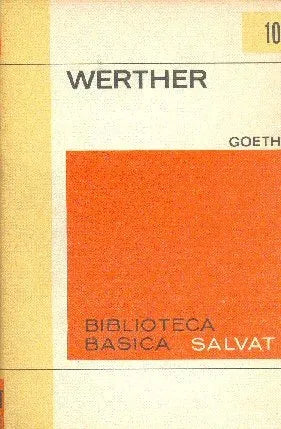 10
WERTHER
GOETH
BIBLIOTECA
BASICA SALVAT